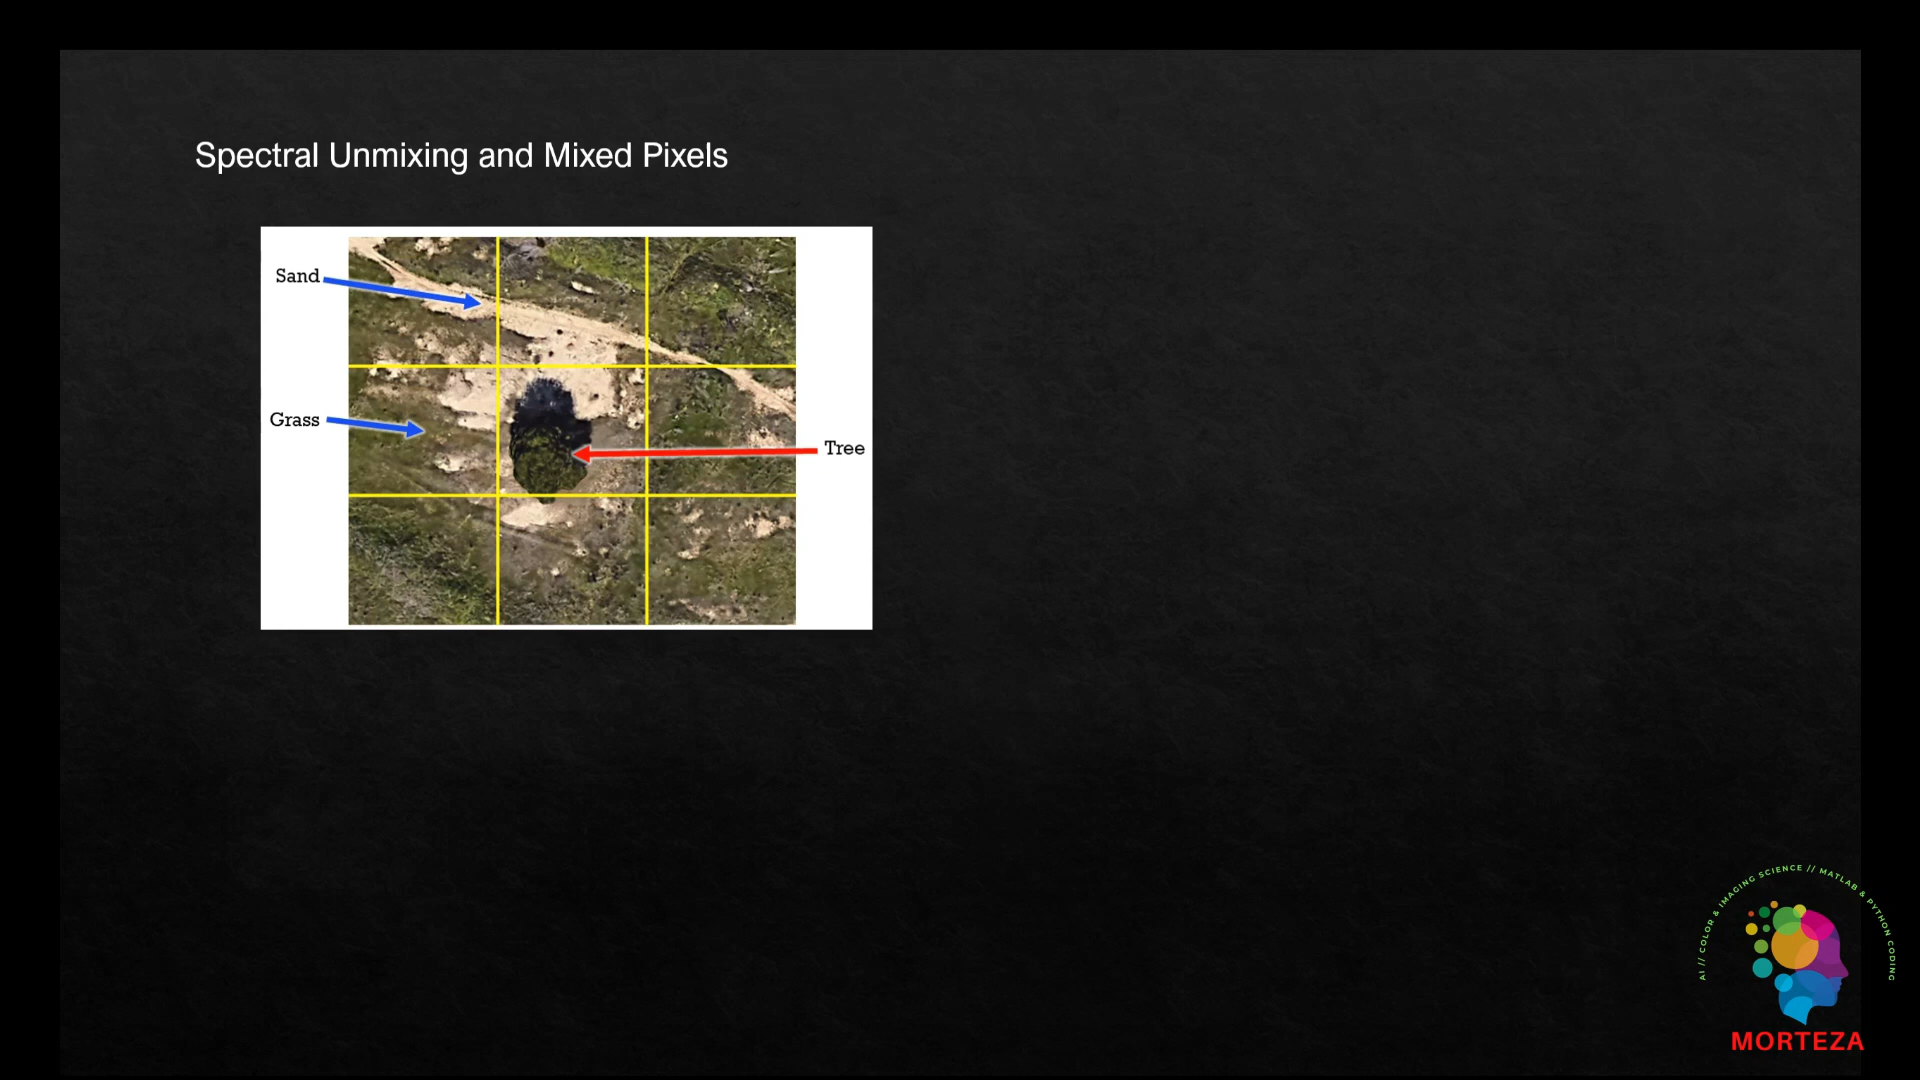 Spectral Unmixing and Mixed Pixels
Sand
Grass
Tree
AI // COLOR & IMAGING SCIENCE // MATLAB & PYTHON CODING
MORTEZA